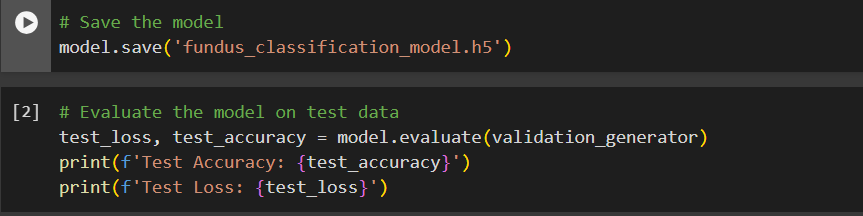 # Save the model
model.save('fundus_classification_model.h5')
[2] # Evaluate the model on test data
test_loss, test_accuracy = model.evaluate(validation_generator)
print(f'Test Accuracy: {test_accuracy}')
print(f'Test Loss: {test_loss}')